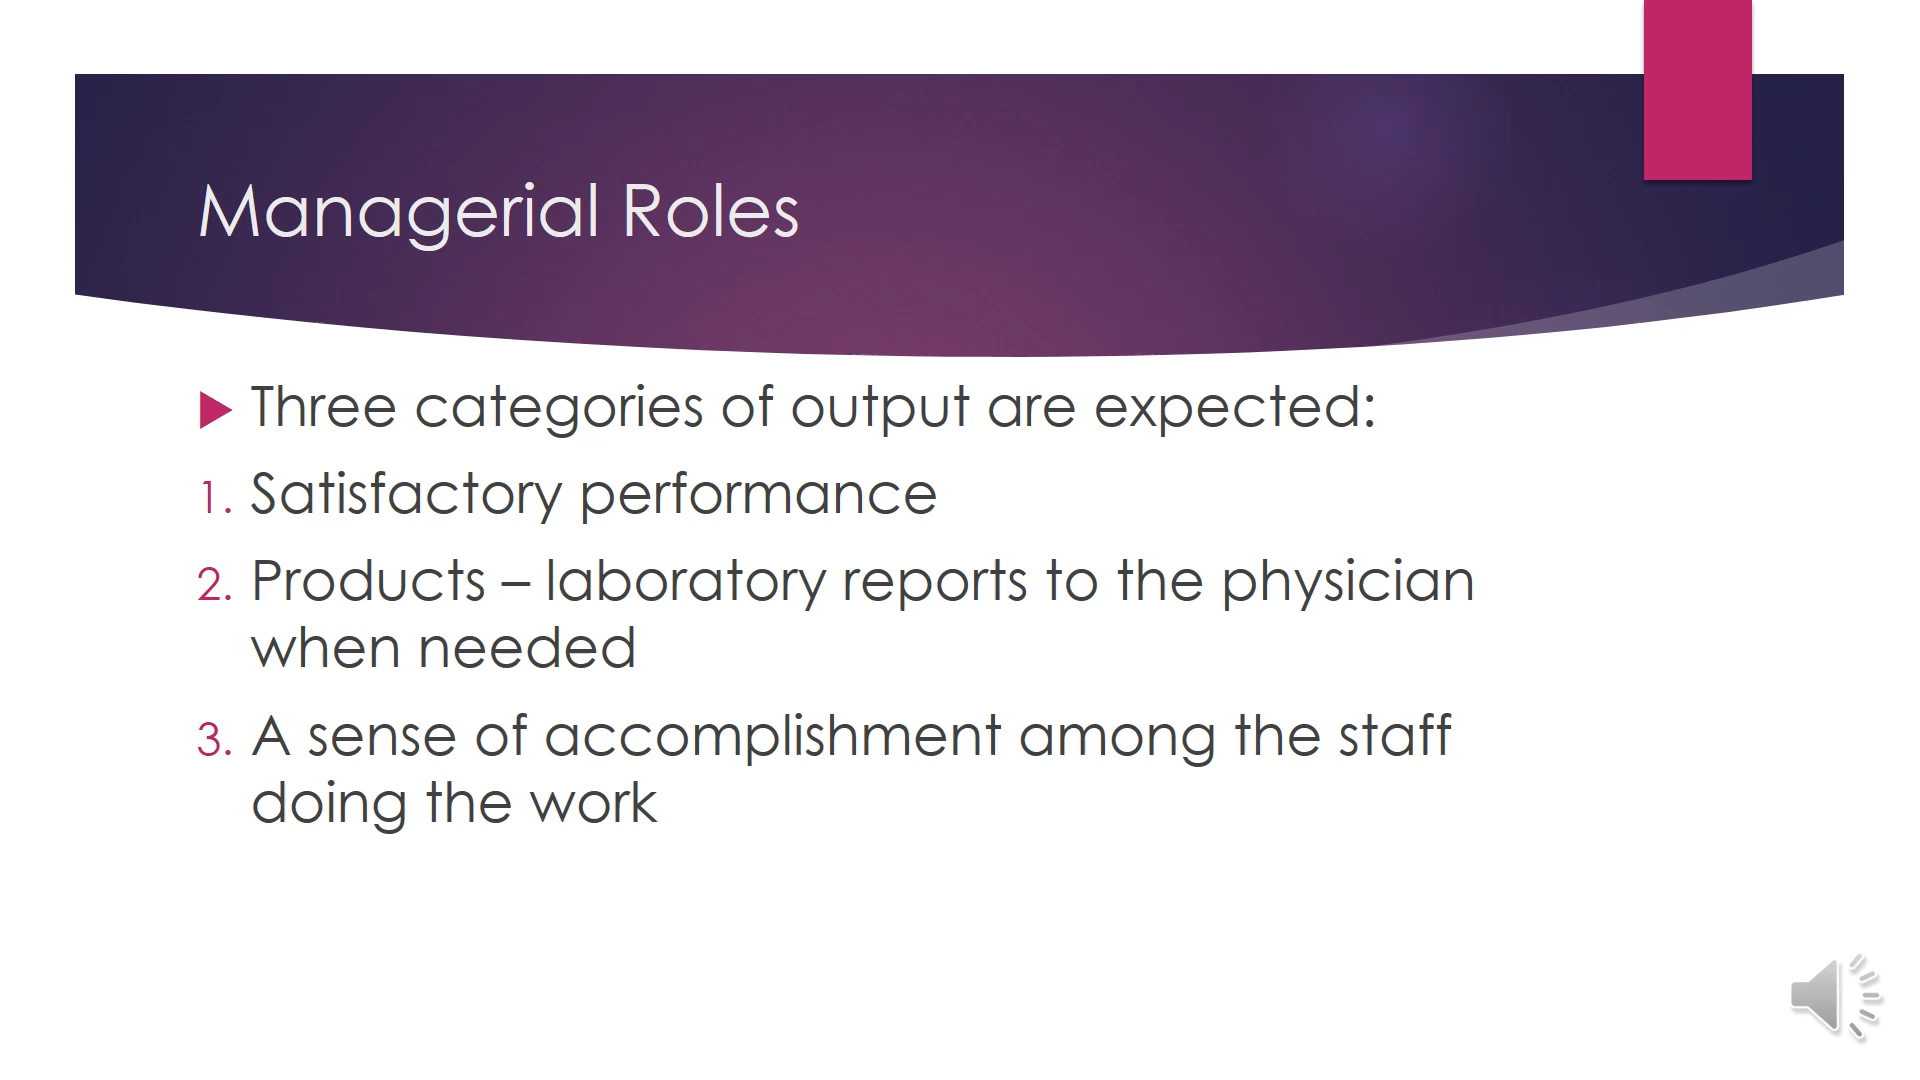 Managerial Roles
Three categories of output are expected:
1. Satisfactory performance
2. Products – laboratory reports to the physician
when needed
3. A sense of accomplishment among the staff
doing the work